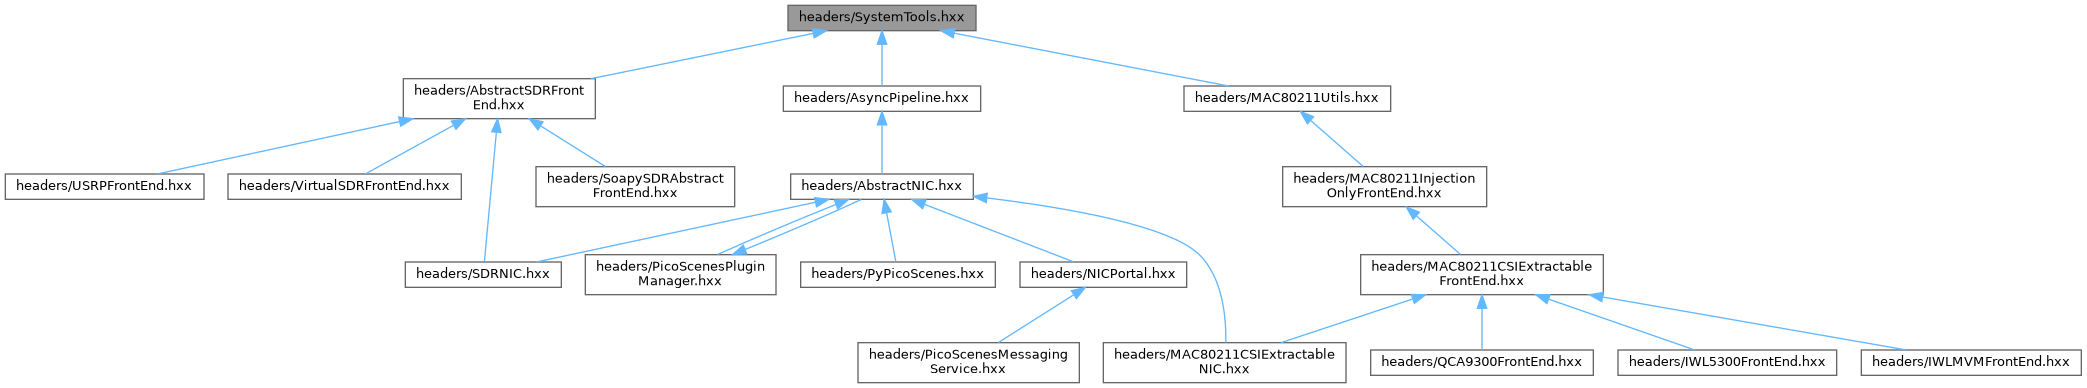 headers/SystemTools.hxx
headers/AbstractSDRFront
End.hxx
headers/AsyncPipeline.hxx
headers/MAC80211Utils.hxx
headers/USRPFrontEnd.hxx
headers/VirtualSDRFrontEnd.hxx
headers/SoapySDRAbstract
FrontEnd.hxx
headers/AbstractNIC.hxx
headers/MAC80211Injection
OnlyFrontEnd.hxx
headers/SDRNIC.hxx
headers/PicoScenesPlugin
Manager.hxx
headers/PyPicoScenes.hxx
headers/NICPortal.hxx
headers/MAC80211CSIExtractable
FrontEnd.hxx
headers/PicoScenesMessaging
Service.hxx
headers/MAC80211CSIExtractable
NIC.hxx
headers/QCA9300FrontEnd.hxx
headers/IWL5300FrontEnd.hxx
headers/IWLMVMFrontEnd.hxx